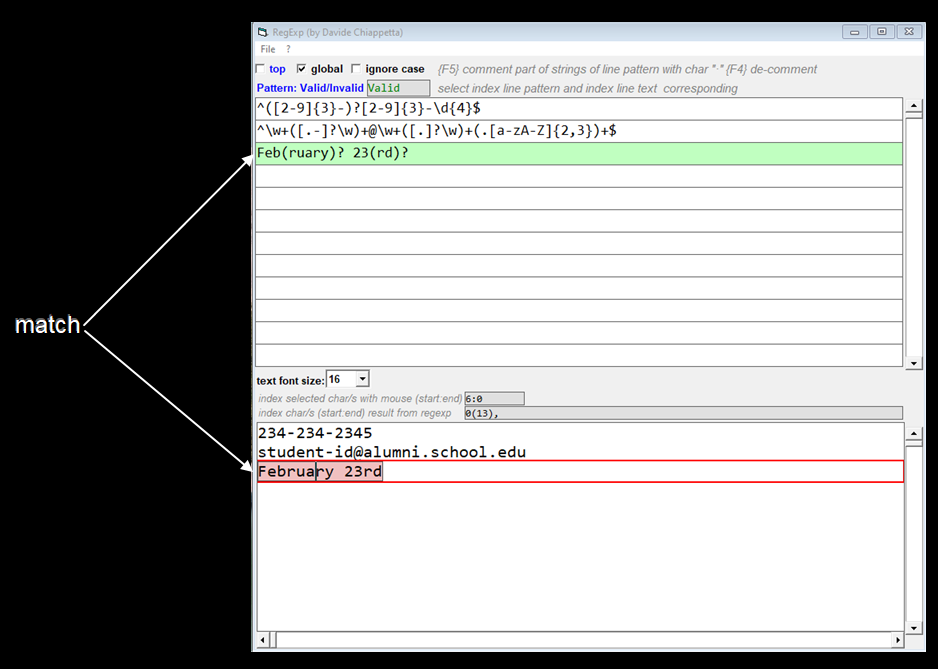 RegExp (by Davide Chiappetta)
File ?
top global ignore case {F5} comment part of strings of line pattern with char "·" {F4} de-comment
Pattern: Valid/Invalid Valid select index line pattern and index line text corresponding
^([2-9]{3}-)?[2-9]{3}-\d{4}$
^\w+([.-]?\w)+@\w+([.]?\w)+(.[a-zA-Z]{2,3})+$
Feb(ruary)? 23(rd)?
match
text font size: 16
index selected char/s with mouse (start:end) 6:0
index char/s (start:end) result from regexp 0(13),
234-234-2345
student-id@alumni.school.edu
February 23rd